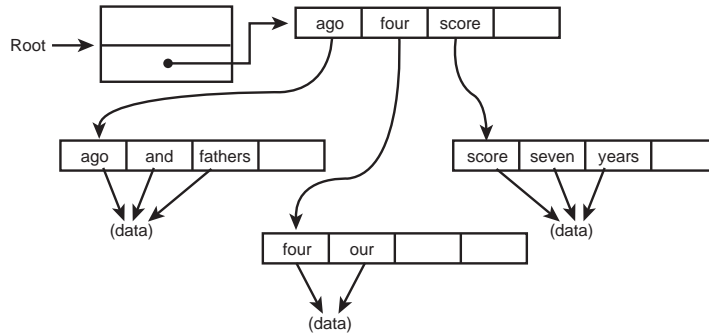 Root
ago four score
ago and fathers
score seven years
(data)
(data)
four our
(data)